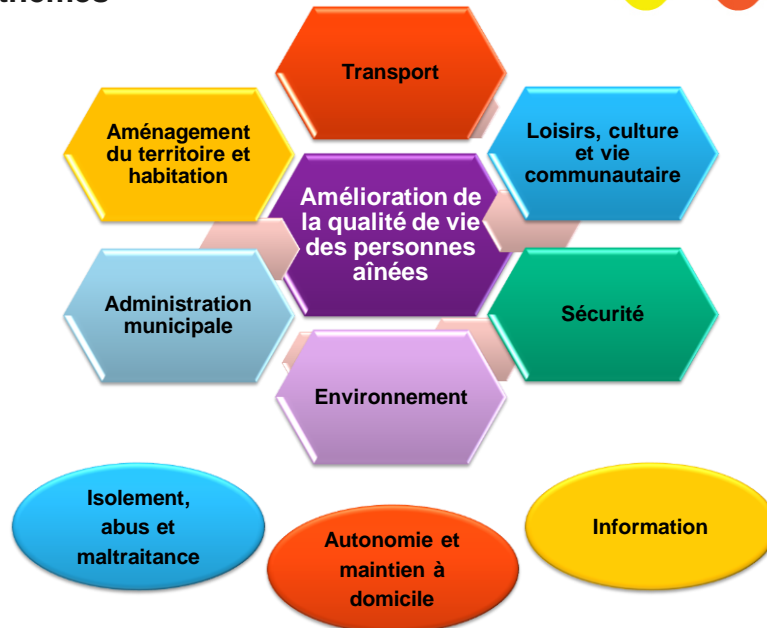 thèmes
Transport
Aménagement
du territoire et
habitation
Loisirs, culture
et vie
communautaire
Amélioration de
la qualité de vie
des personnes
aînées
Administration
municipale
Sécurité
Environnement
Isolement,
abus et
maltraitance
Autonomie et
maintien à
domicile
Information